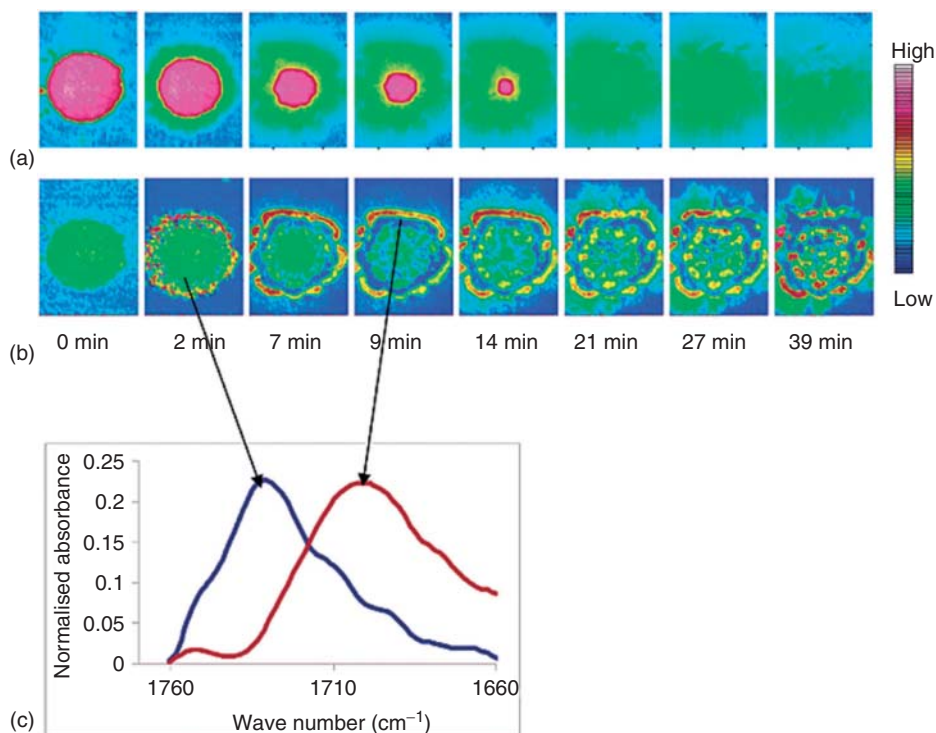 High
(a)
Low
(b)
0 min 2 min 7 min 9 min 14 min 21 min 27 min 39 min
0.25
0.2
0.15
0.1
0.05
0
Normalised absorbance
1760 1710 1660
(c)
Wave number (cm⁻¹)